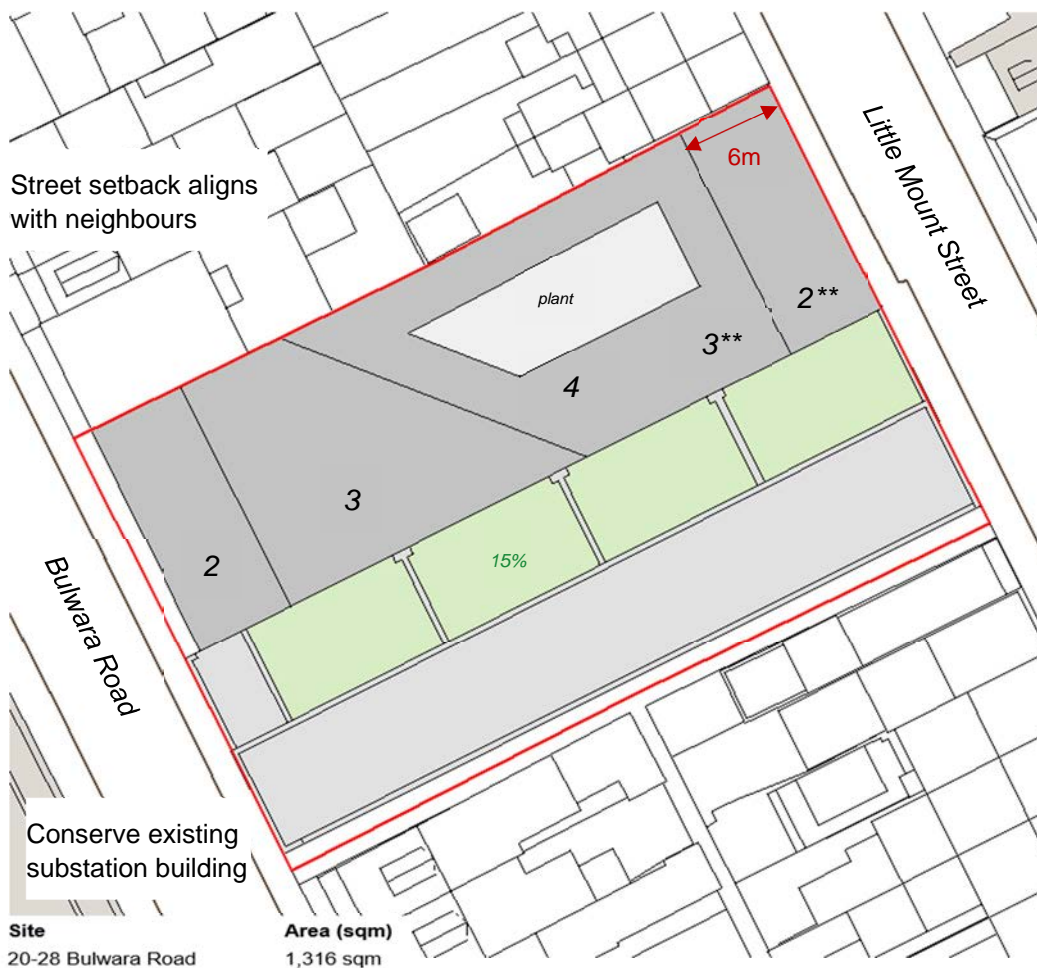 Street setback aligns
with neighbours
6m
Little Mount Street
plant
2**
3**
4
3
2
15%
Bulwara Road
Conserve existing
substation building
Site
Area (sqm)
20-28 Bulwara Road
1,316 sqm